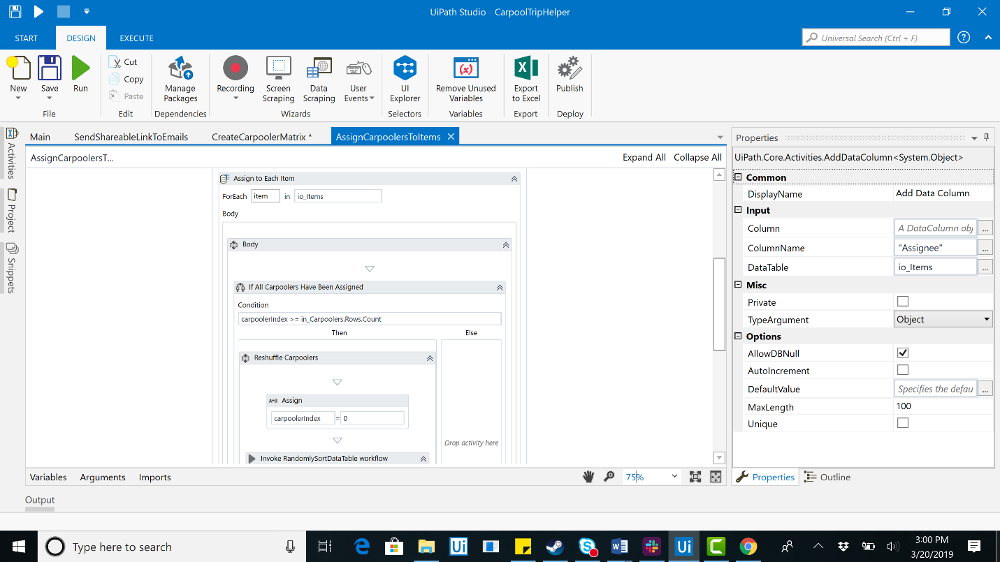 UiPath Studio - CarpoolTripHelper
START DESIGN EXECUTE
Universal Search (Ctrl + F) ?
New
Save
Run
File
Cut
Copy
Paste
Edit
Manage Packages
Dependencies
Recording
Screen Scraping
Data Scraping
User Events
Wizards
UI Explorer
Selectors
Remove Unused Variables
Variables
Export to Excel
Export
Publish
Deploy
Activities
Project
Snippets
Main SendShareableLinkToEmails CreateCarpoolerMatrix * AssignCarpoolersToItems
AssignCarpoolersT... Expand All Collapse All
Assign to Each Item
ForEach item in io_Items
Body
Body
If All Carpoolers Have Been Assigned
Condition
carpoolerIndex >= in_Carpoolers.Rows.Count
Then Else
Reshuffle Carpoolers
A+B Assign
carpoolerIndex = 0
Drop activity here
Invoke RandomlySortDataTable workflow
Variables Arguments Imports 75%
Output
Properties
UiPath.Core.Activities.AddDataColumn<System.Object>
Common
DisplayName Add Data Column
Input
Column A DataColumn obj ...
ColumnName "Assignee" ...
DataTable io_Items ...
Misc
Private
TypeArgument Object
Options
AllowDBNull
AutoIncrement
DefaultValue Specifies the defau ...
MaxLength 100
Unique
Properties Outline
Type here to search
3:00 PM
3/20/2019